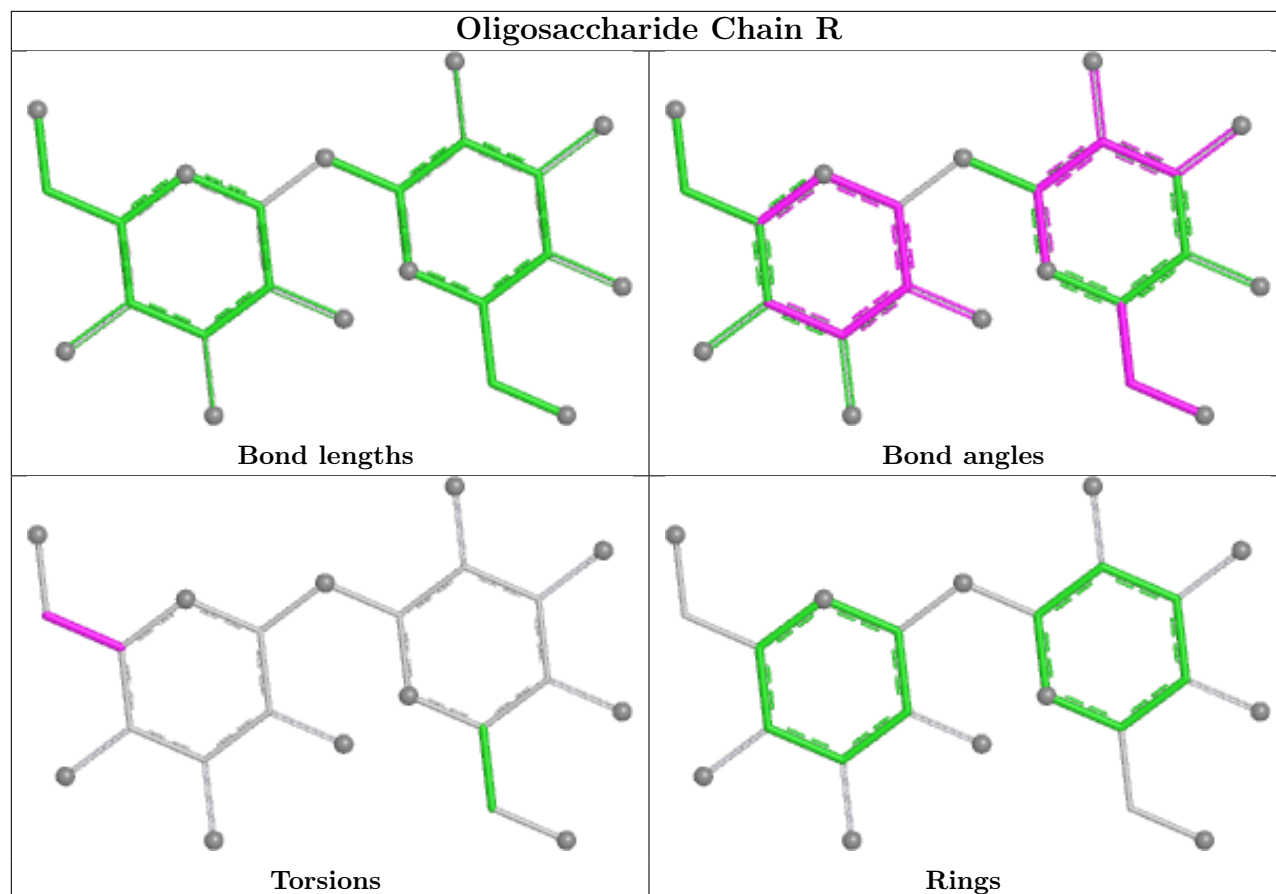 Oligosaccharide Chain R
Bond lengths
Bond angles
Torsions
Rings